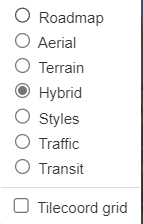 Roadmap
Aerial
Terrain
Hybrid
Styles
Traffic
Transit
Tilecoord grid